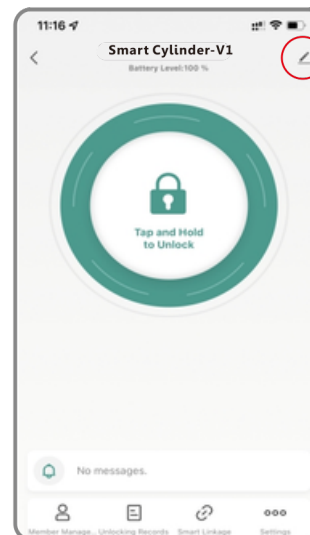 11:16
Smart Cylinder-V1
Battery Level:100 %
Tap and Hold
to Unlock
No messages.
Member Manage... Unlocking Records Smart Linkage Settings